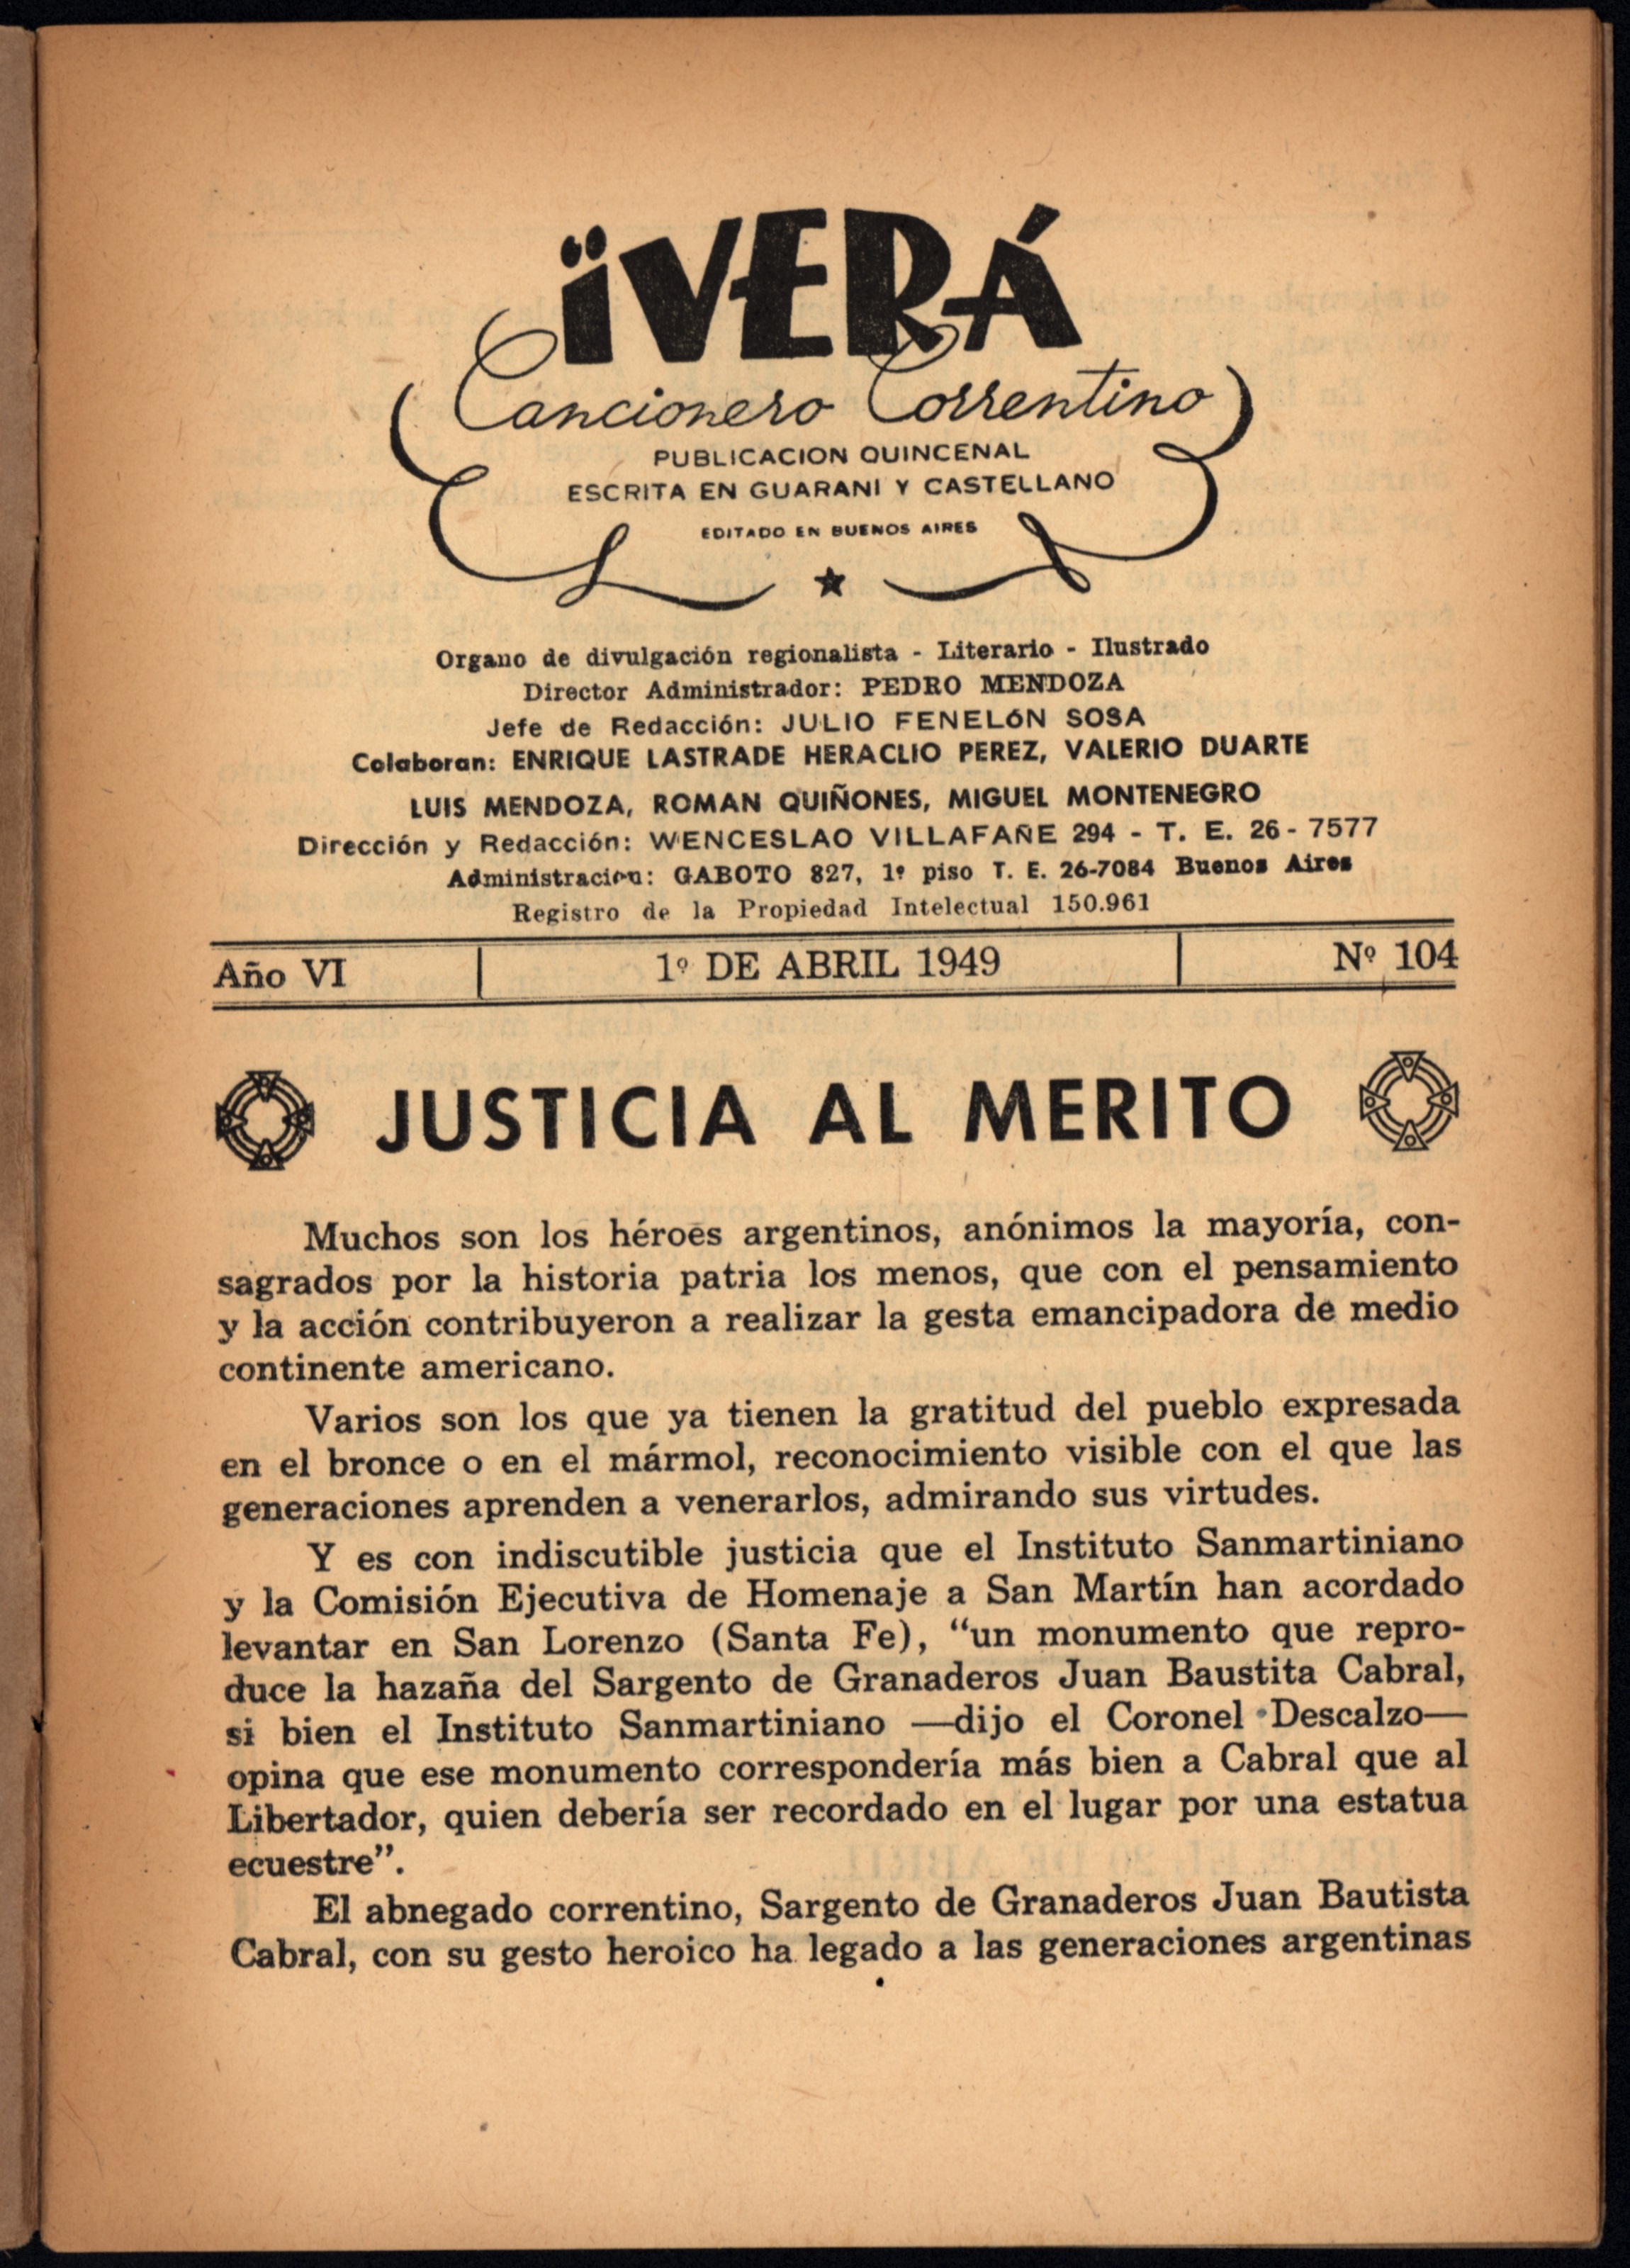 ÏVERÁ
Cancionero Correntino
PUBLICACION QUINCENAL
ESCRITA EN GUARANI Y CASTELLANO
EDITADO EN BUENOS AIRES
Organo de divulgación regionalista - Literario - Ilustrado
Director Administrador: PEDRO MENDOZA
Jefe de Redacción: JULIO FENELÓN SOSA
Colaboran: ENRIQUE LASTRADE HERACLIO PEREZ, VALERIO DUARTE
LUIS MENDOZA, ROMAN QUIÑONES, MIGUEL MONTENEGRO
Dirección y Redacción: WENCESLAO VILLAFAÑE 294 - T. E. 26 - 7577
Administración: GABOTO 827, 1º piso T. E. 26-7084 Buenos Aires
Registro de la Propiedad Intelectual 150.961
Año VI 1º DE ABRIL 1949 Nº 104
JUSTICIA AL MERITO
Muchos son los héroes argentinos, anónimos la mayoría, con-
sagrados por la historia patria los menos, que con el pensamiento
y la acción contribuyeron a realizar la gesta emancipadora de medio
continente americano.
Varios son los que ya tienen la gratitud del pueblo expresada
en el bronce o en el mármol, reconocimiento visible con el que las
generaciones aprenden a venerarlos, admirando sus virtudes.
Y es con indiscutible justicia que el Instituto Sanmartiniano
y la Comisión Ejecutiva de Homenaje a San Martín han acordado
levantar en San Lorenzo (Santa Fe), “un monumento que repro-
duce la hazaña del Sargento de Granaderos Juan Baustita Cabral,
si bien el Instituto Sanmartiniano —dijo el Coronel Descalzo—
opina que ese monumento correspondería más bien a Cabral que al
Libertador, quien debería ser recordado en el lugar por una estatua
ecuestre”.
El abnegado correntino, Sargento de Granaderos Juan Bautista
Cabral, con su gesto heroico ha legado a las generaciones argentinas